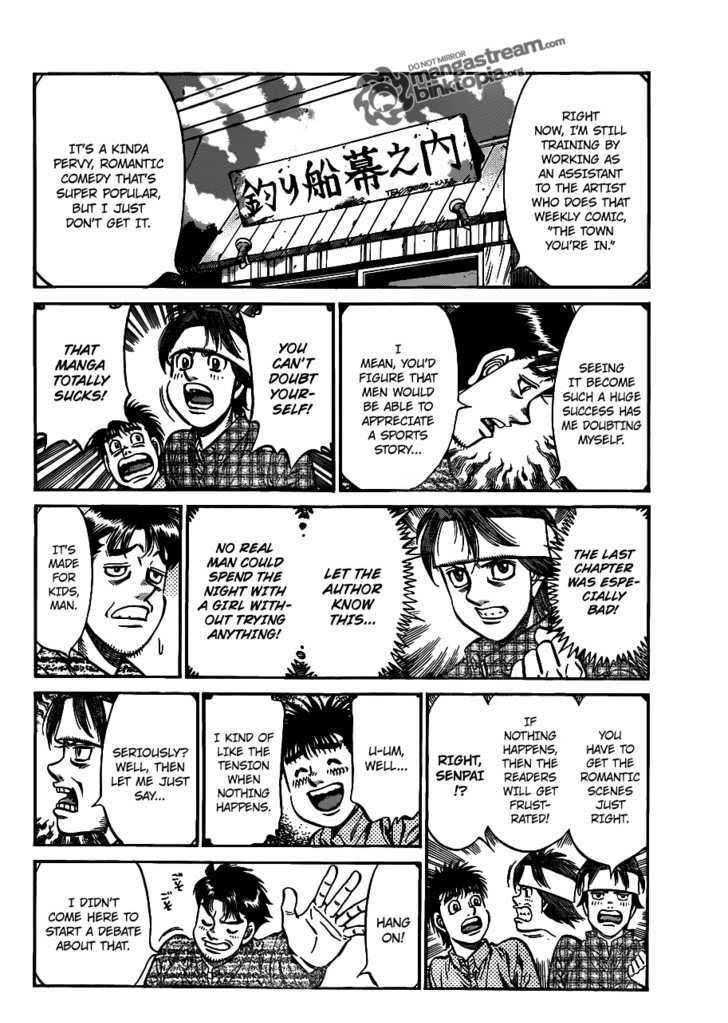 DO NOT MIRROR
mangastream.com
binktopia.org
RIGHT
NOW, I'M STILL
TRAINING BY
WORKING AS
AN ASSISTANT
TO THE ARTIST
WHO DOES THAT
WEEKLY COMIC,
"THE TOWN
YOU'RE IN."
釣り船幕之内
IT'S A KINDA
PERVY, ROMANTIC
COMEDY THAT'S
SUPER POPULAR,
BUT I JUST
DON'T GET IT.
SEEING
IT BECOME
SUCH A HUGE
SUCCESS HAS
ME DOUBTING
MYSELF.
I
MEAN, YOU'D
FIGURE THAT
MEN WOULD
BE ABLE TO
APPRECIATE
A SPORTS
STORY...
YOU
CAN'T
DOUBT
YOUR-
SELF!
THAT
MANGA
TOTALLY
SUCKS!
THE LAST
CHAPTER
WAS ESPE-
CIALLY
BAD!
LET THE
AUTHOR
KNOW
THIS...
NO REAL
MAN COULD
SPEND THE
NIGHT WITH
A GIRL WITH-
OUT TRYING
ANYTHING!
IT'S
MADE
FOR
KIDS,
MAN.
YOU
HAVE TO
GET THE
ROMANTIC
SCENES
JUST
RIGHT.
IF
NOTHING
HAPPENS,
THEN THE
READERS
WILL GET
FRUST-
RATED!
RIGHT,
SENPAI
!?
U-UM,
WELL...
I KIND OF
LIKE THE
TENSION
WHEN
NOTHING
HAPPENS.
SERIOUSLY?
WELL, THEN
LET ME JUST
SAY...
HANG
ON!
I DIDN'T
COME HERE TO
START A DEBATE
ABOUT THAT.